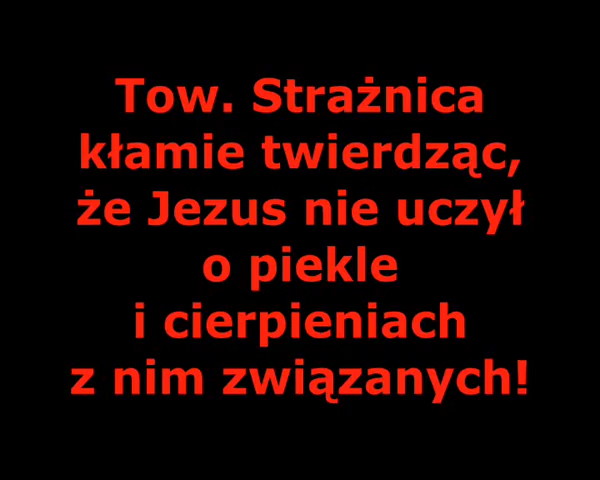 Tow. Strażnica
kłamie twierdząc,
że Jezus nie uczył
o piekle
i cierpieniach
z nim związanych!